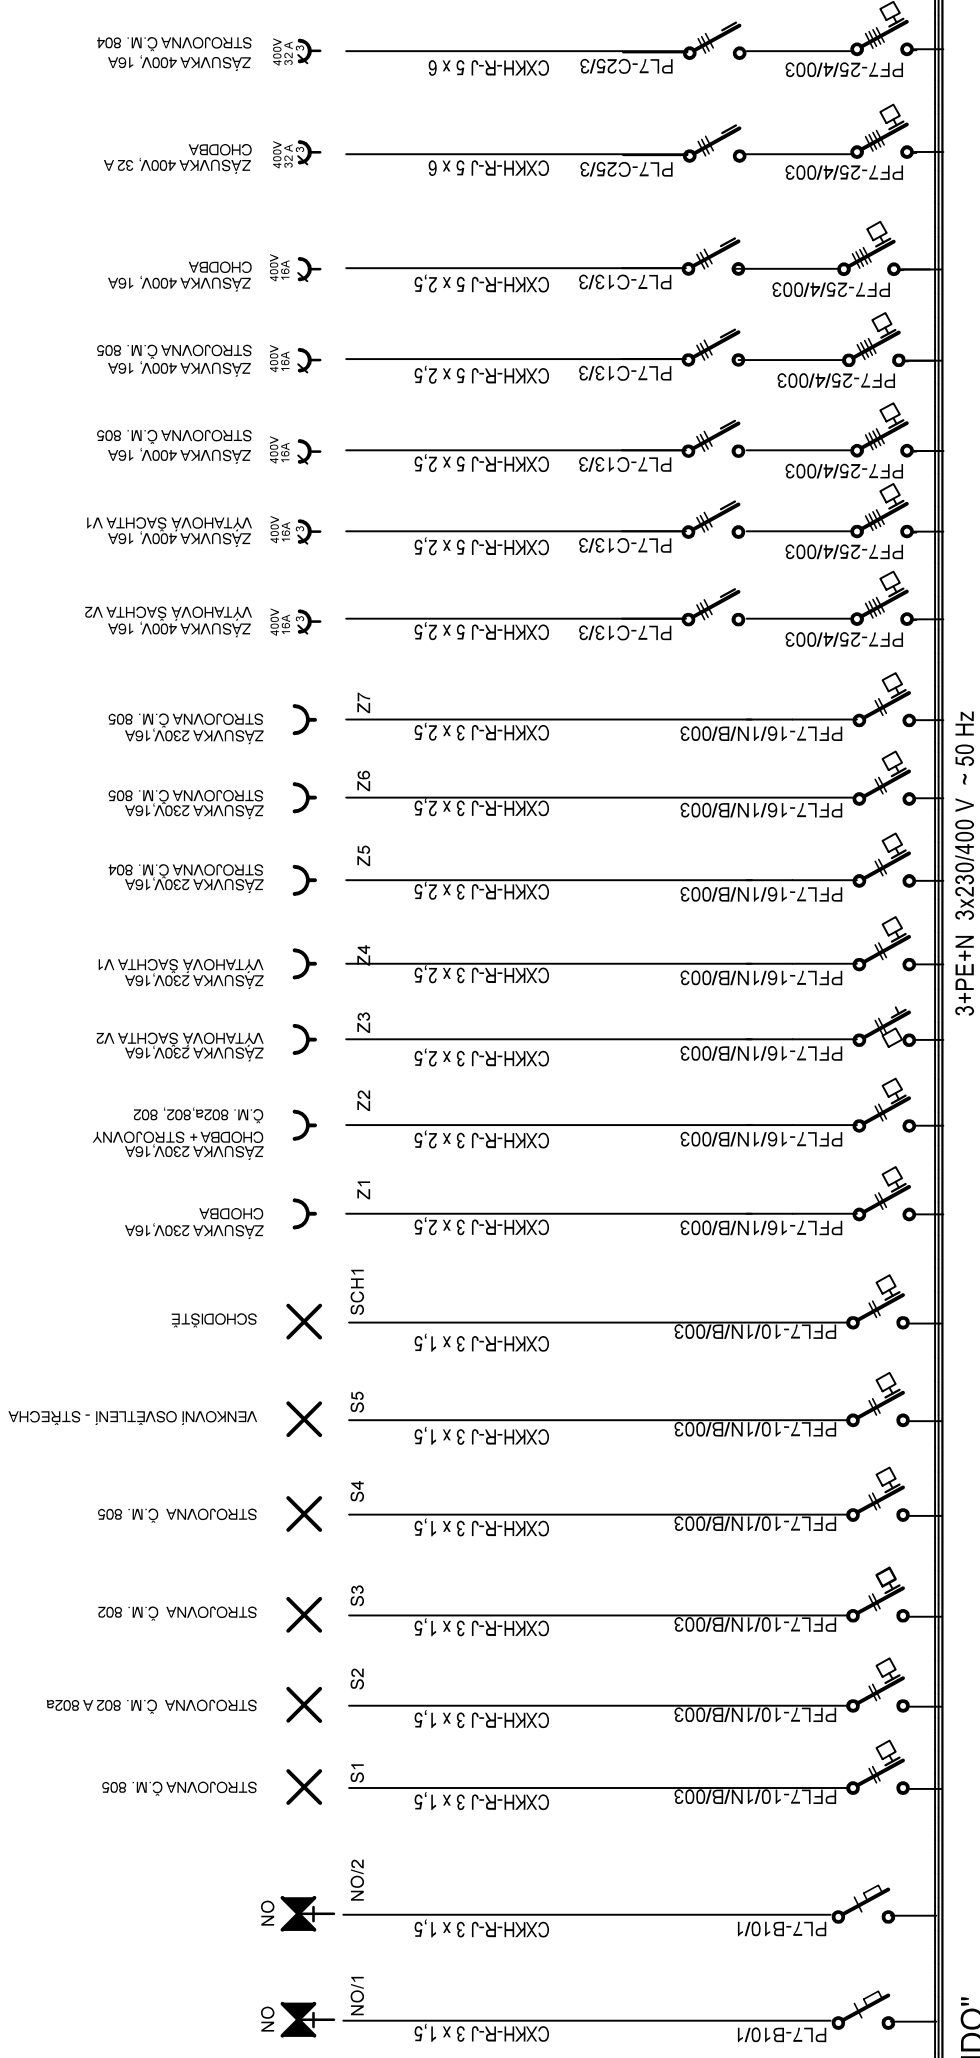 STROJOVNA Č.M. 804
ZÁSUVKA 400V, 16A
400V
32 A
3
CXKH-R-J 5 x 6
PL7-C25/3
PF7-25/4/003
CHODBA
ZÁSUVKA 400V, 32 A
400V
32 A
3
CXKH-R-J 5 x 6
PL7-C25/3
PF7-25/4/003
CHODBA
ZÁSUVKA 400V, 16A
400V
16A
CXKH-R-J 5 x 2,5
PL7-C13/3
PF7-25/4/003
STROJOVNA Č.M. 805
ZÁSUVKA 400V, 16A
400V
16A
CXKH-R-J 5 x 2,5
PL7-C13/3
PF7-25/4/003
STROJOVNA Č.M. 805
ZÁSUVKA 400V, 16A
400V
16A
CXKH-R-J 5 x 2,5
PL7-C13/3
PF7-25/4/003
VÝTAHOVÁ ŠACHTA V1
ZÁSUVKA 400V, 16A
400V
16A
3
CXKH-R-J 5 x 2,5
PL7-C13/3
PF7-25/4/003
VÝTAHOVÁ ŠACHTA V2
ZÁSUVKA 400V, 16A
400V
16A
3
CXKH-R-J 5 x 2,5
PL7-C13/3
PF7-25/4/003
STROJOVNA Č.M. 805
ZÁSUVKA 230V,16A
Z7
CXKH-R-J 3 x 2,5
PFL7-16/1N/B/003
STROJOVNA Č.M. 805
ZÁSUVKA 230V,16A
Z6
CXKH-R-J 3 x 2,5
PFL7-16/1N/B/003
STROJOVNA Č.M. 804
ZÁSUVKA 230V,16A
Z5
CXKH-R-J 3 x 2,5
PFL7-16/1N/B/003
VÝTAHOVÁ ŠACHTA V1
ZÁSUVKA 230V,16A
Z4
CXKH-R-J 3 x 2,5
PFL7-16/1N/B/003
VÝTAHOVÁ ŠACHTA V2
ZÁSUVKA 230V,16A
Z3
CXKH-R-J 3 x 2,5
PFL7-16/1N/B/003
Č.M. 802a,802, 802
CHODBA + STROJOVNY
ZÁSUVKA 230V,16A
Z2
CXKH-R-J 3 x 2,5
PFL7-16/1N/B/003
CHODBA
ZÁSUVKA 230V,16A
Z1
CXKH-R-J 3 x 2,5
PFL7-16/1N/B/003
3+PE+N 3x230/400 V ~ 50 Hz
SCHODIŠTĚ
SCH1
CXKH-R-J 3 x 1,5
PFL7-10/1N/B/003
VENKOVNÍ OSVĚTLENÍ - STŘECHA
S5
CXKH-R-J 3 x 1,5
PFL7-10/1N/B/003
STROJOVNA Č.M. 805
S4
CXKH-R-J 3 x 1,5
PFL7-10/1N/B/003
STROJOVNA Č.M. 802
S3
CXKH-R-J 3 x 1,5
PFL7-10/1N/B/003
STROJOVNA Č.M. 802 A 802a
S2
CXKH-R-J 3 x 1,5
PFL7-10/1N/B/003
STROJOVNA Č.M. 805
S1
CXKH-R-J 3 x 1,5
PFL7-10/1N/B/003
NO
NO/2
CXKH-R-J 3 x 1,5
PL7-B10/1
NO
NO/1
CXKH-R-J 3 x 1,5
PL7-B10/1